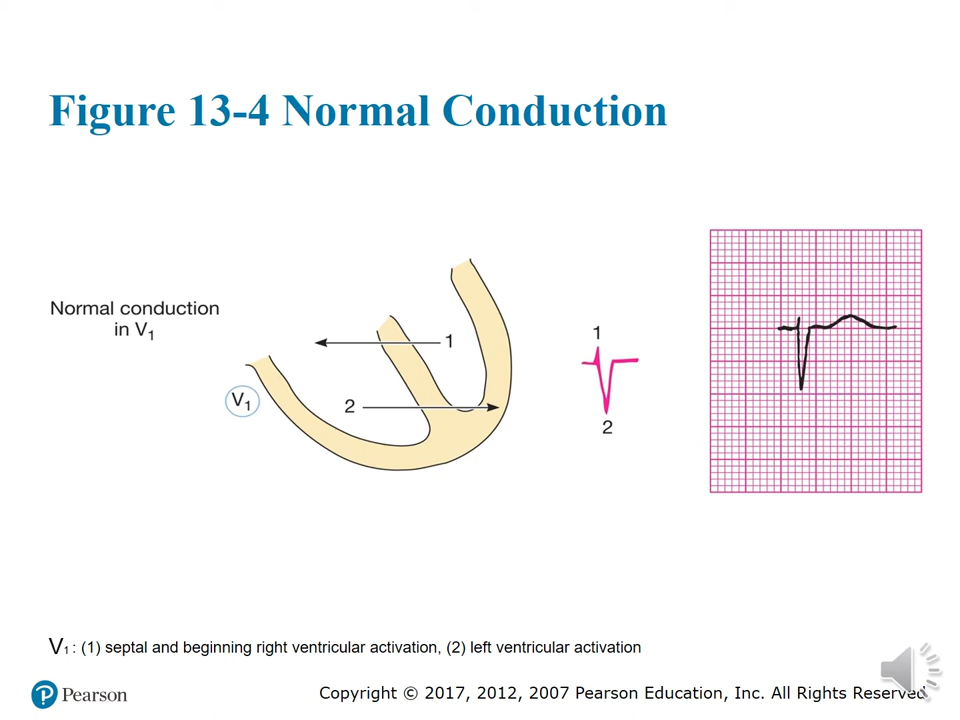 Figure 13-4 Normal Conduction
Normal conduction
in V₁
V₁
1
2
1
2
V₁ : (1) septal and beginning right ventricular activation, (2) left ventricular activation
Pearson
Copyright © 2017, 2012, 2007 Pearson Education, Inc. All Rights Reserved